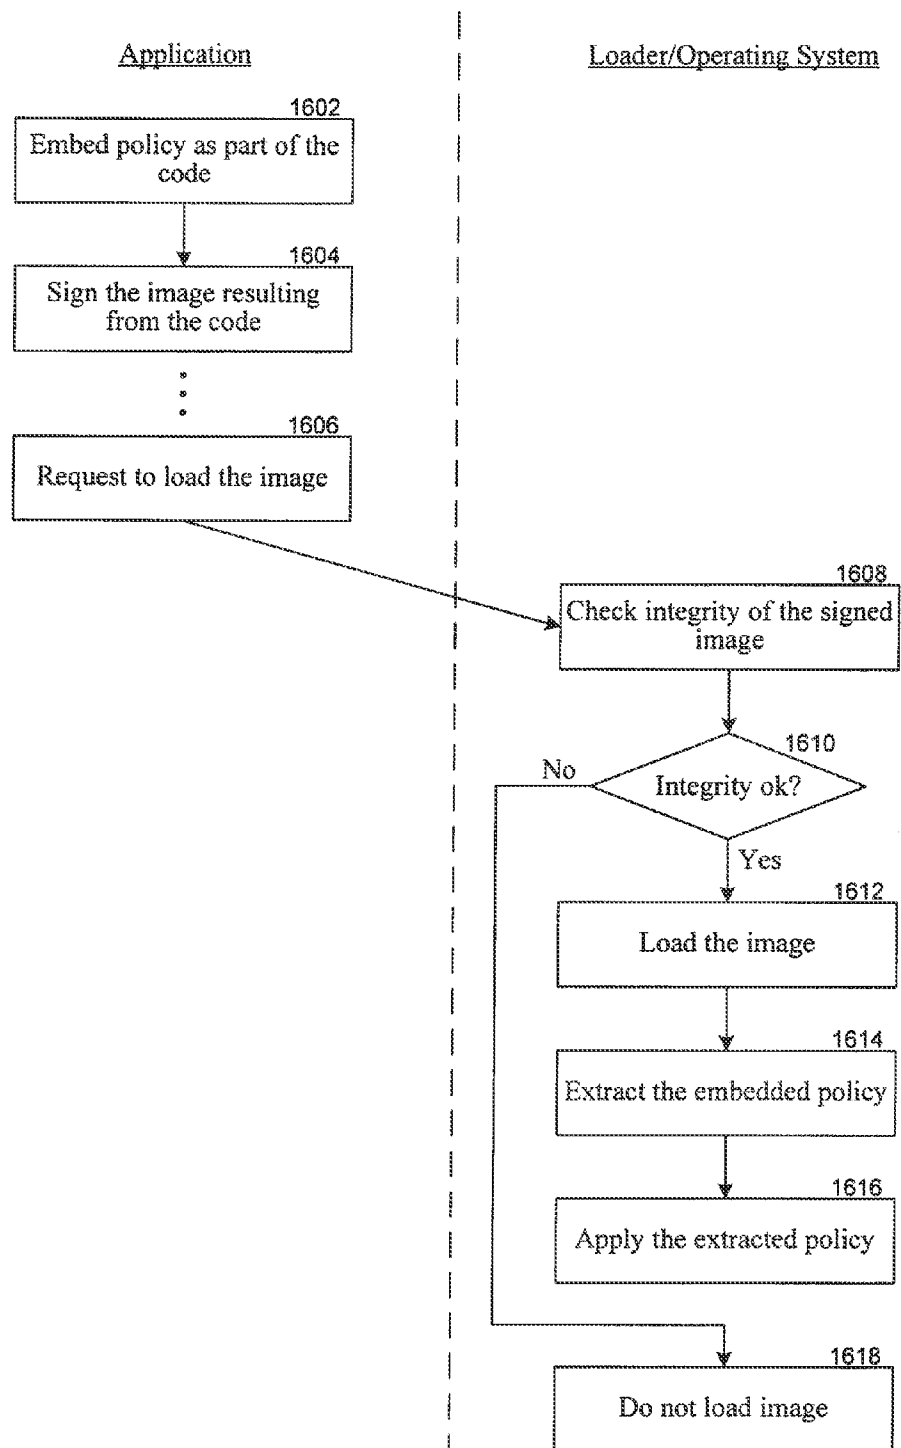 Application
Loader/Operating System
1602
Embed policy as part of the
code
1604
Sign the image resulting
from the code
1606
Request to load the image
1608
Check integrity of the signed
image
1610
Integrity ok?
No
Yes
1612
Load the image
1614
Extract the embedded policy
1616
Apply the extracted policy
1618
Do not load image